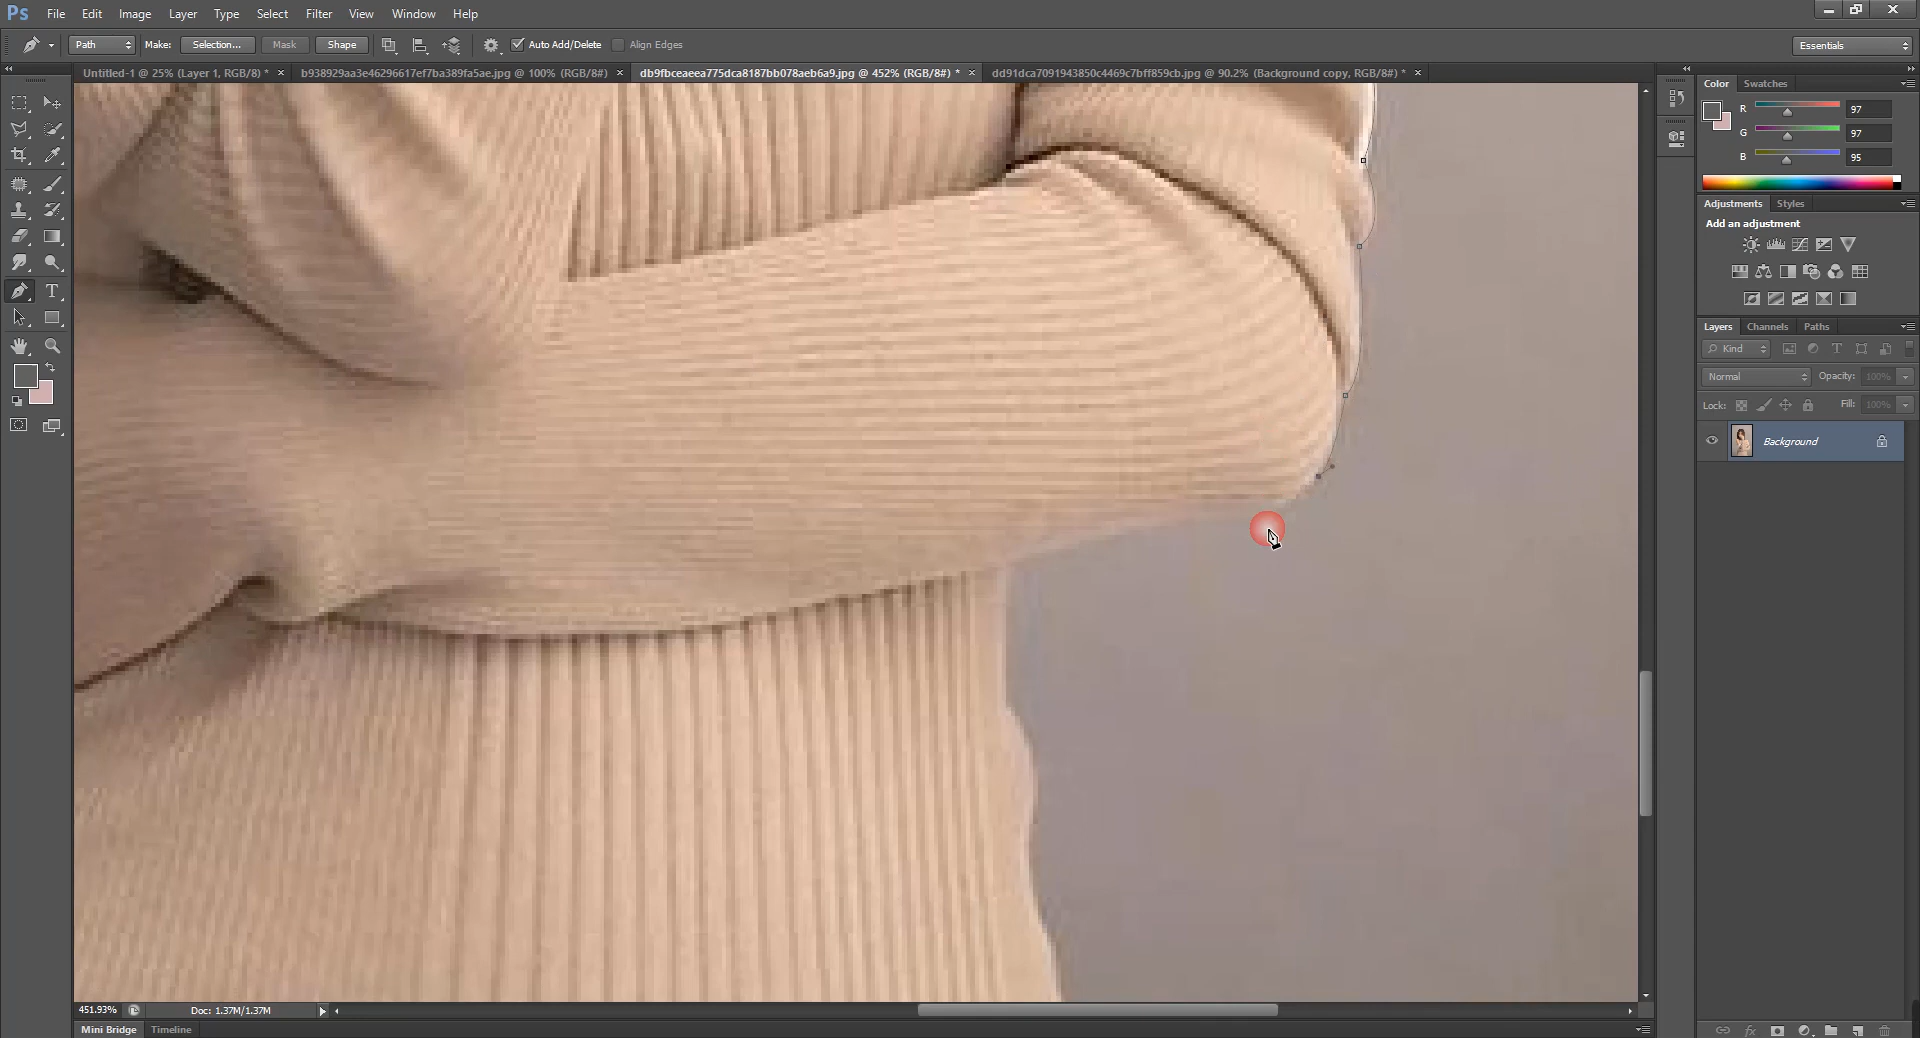 Ps File Edit Image Layer Type Select Filter View Window Help
Path Make: Selection... Mask Shape Auto Add/Delete Align Edges Essentials
Untitled-1 @ 25% (Layer 1, RGB/8) * × b938929aa3e46296617ef7ba389fa5ae.jpg @ 100% (RGB/8#) × db9fbceaeea775dca8187bb078aeb6a9.jpg @ 452% (RGB/8#) * × dd91dca7091943850c4469c7bff859cb.jpg @ 90.2% (Background copy, RGB/8#) * ×
Color Swatches
R 97
G 97
B 95
Adjustments Styles
Add an adjustment
Layers Channels Paths
Kind
Normal Opacity: 100%
Lock: Fill: 100%
Background
451.93% Doc: 1.37M/1.37M
Mini Bridge Timeline